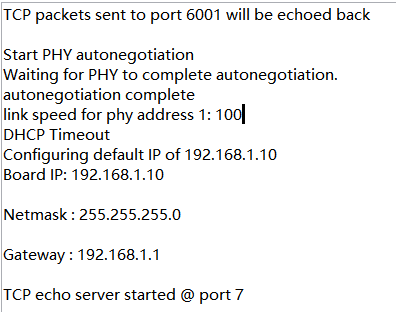 TCP packets sent to port 6001 will be echoed back
Start PHY autonegotiation
Waiting for PHY to complete autonegotiation.
autonegotiation complete
link speed for phy address 1: 100
DHCP Timeout
Configuring default IP of 192.168.1.10
Board IP: 192.168.1.10
Netmask : 255.255.255.0
Gateway : 192.168.1.1
TCP echo server started @ port 7